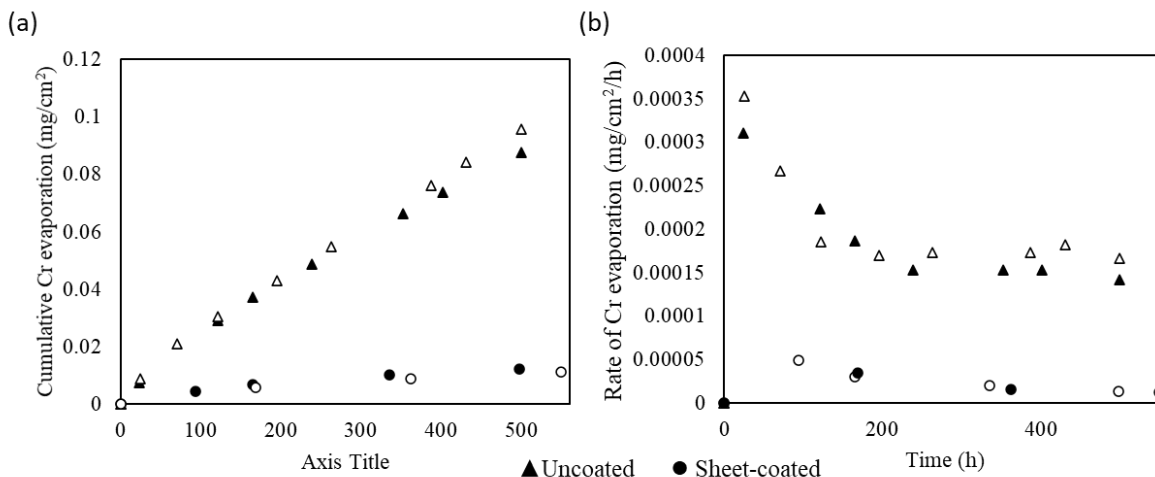 (a)
Cumulative Cr evaporation (mg/cm²)
0.12
0.1
0.08
0.06
0.04
0.02
0
0 100 200 300 400 500
Axis Title
(b)
Rate of Cr evaporation (mg/cm²/h)
0.0004
0.00035
0.0003
0.00025
0.0002
0.00015
0.0001
0.00005
0
0 200 400
Time (h)
Uncoated
Sheet-coated